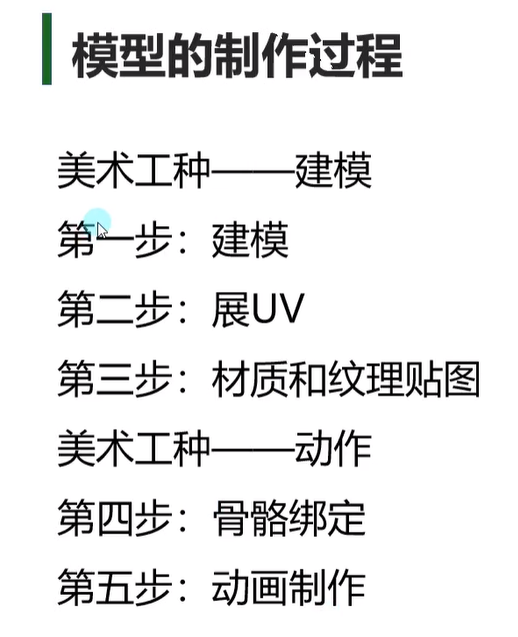 模型的制作过程
美术工种——建模
第一步：建模
第二步：展UV
第三步：材质和纹理贴图
美术工种——动作
第四步：骨骼绑定
第五步：动画制作